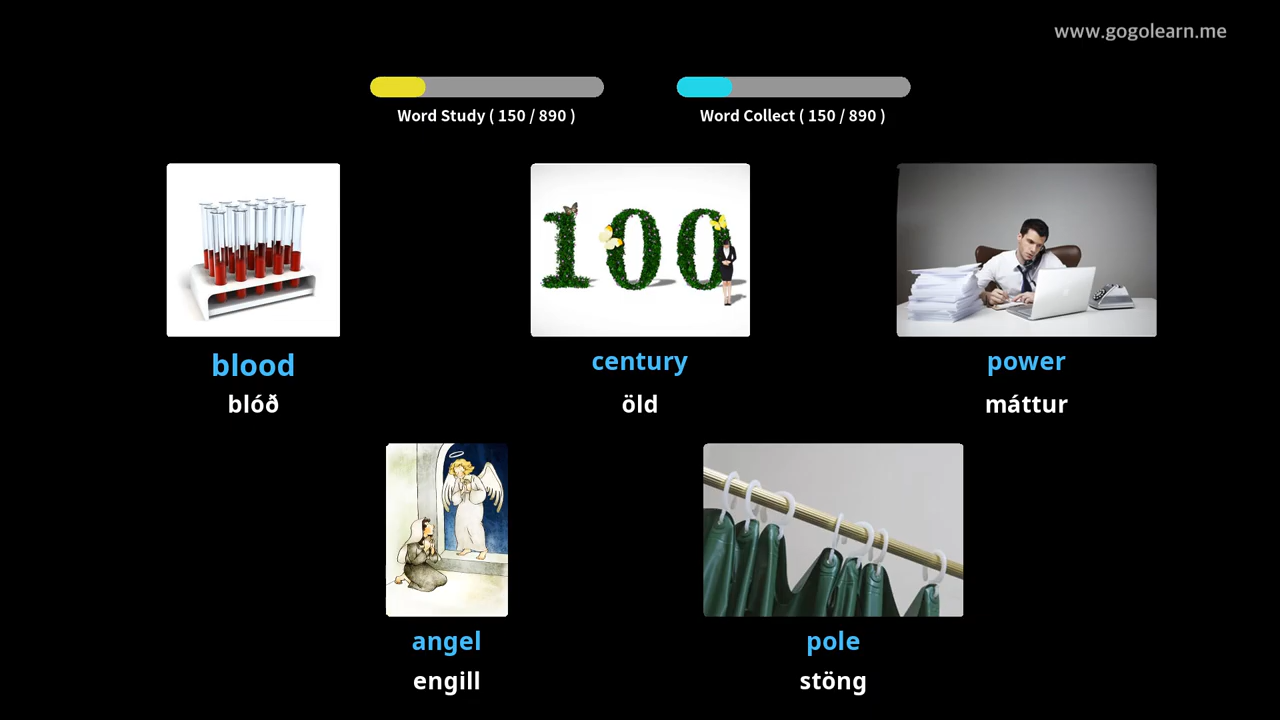 www.gogolearn.me
Word Study ( 150 / 890 )
Word Collect ( 150 / 890 )
blood
blóð
century
öld
power
máttur
100
angel
engill
pole
stöng